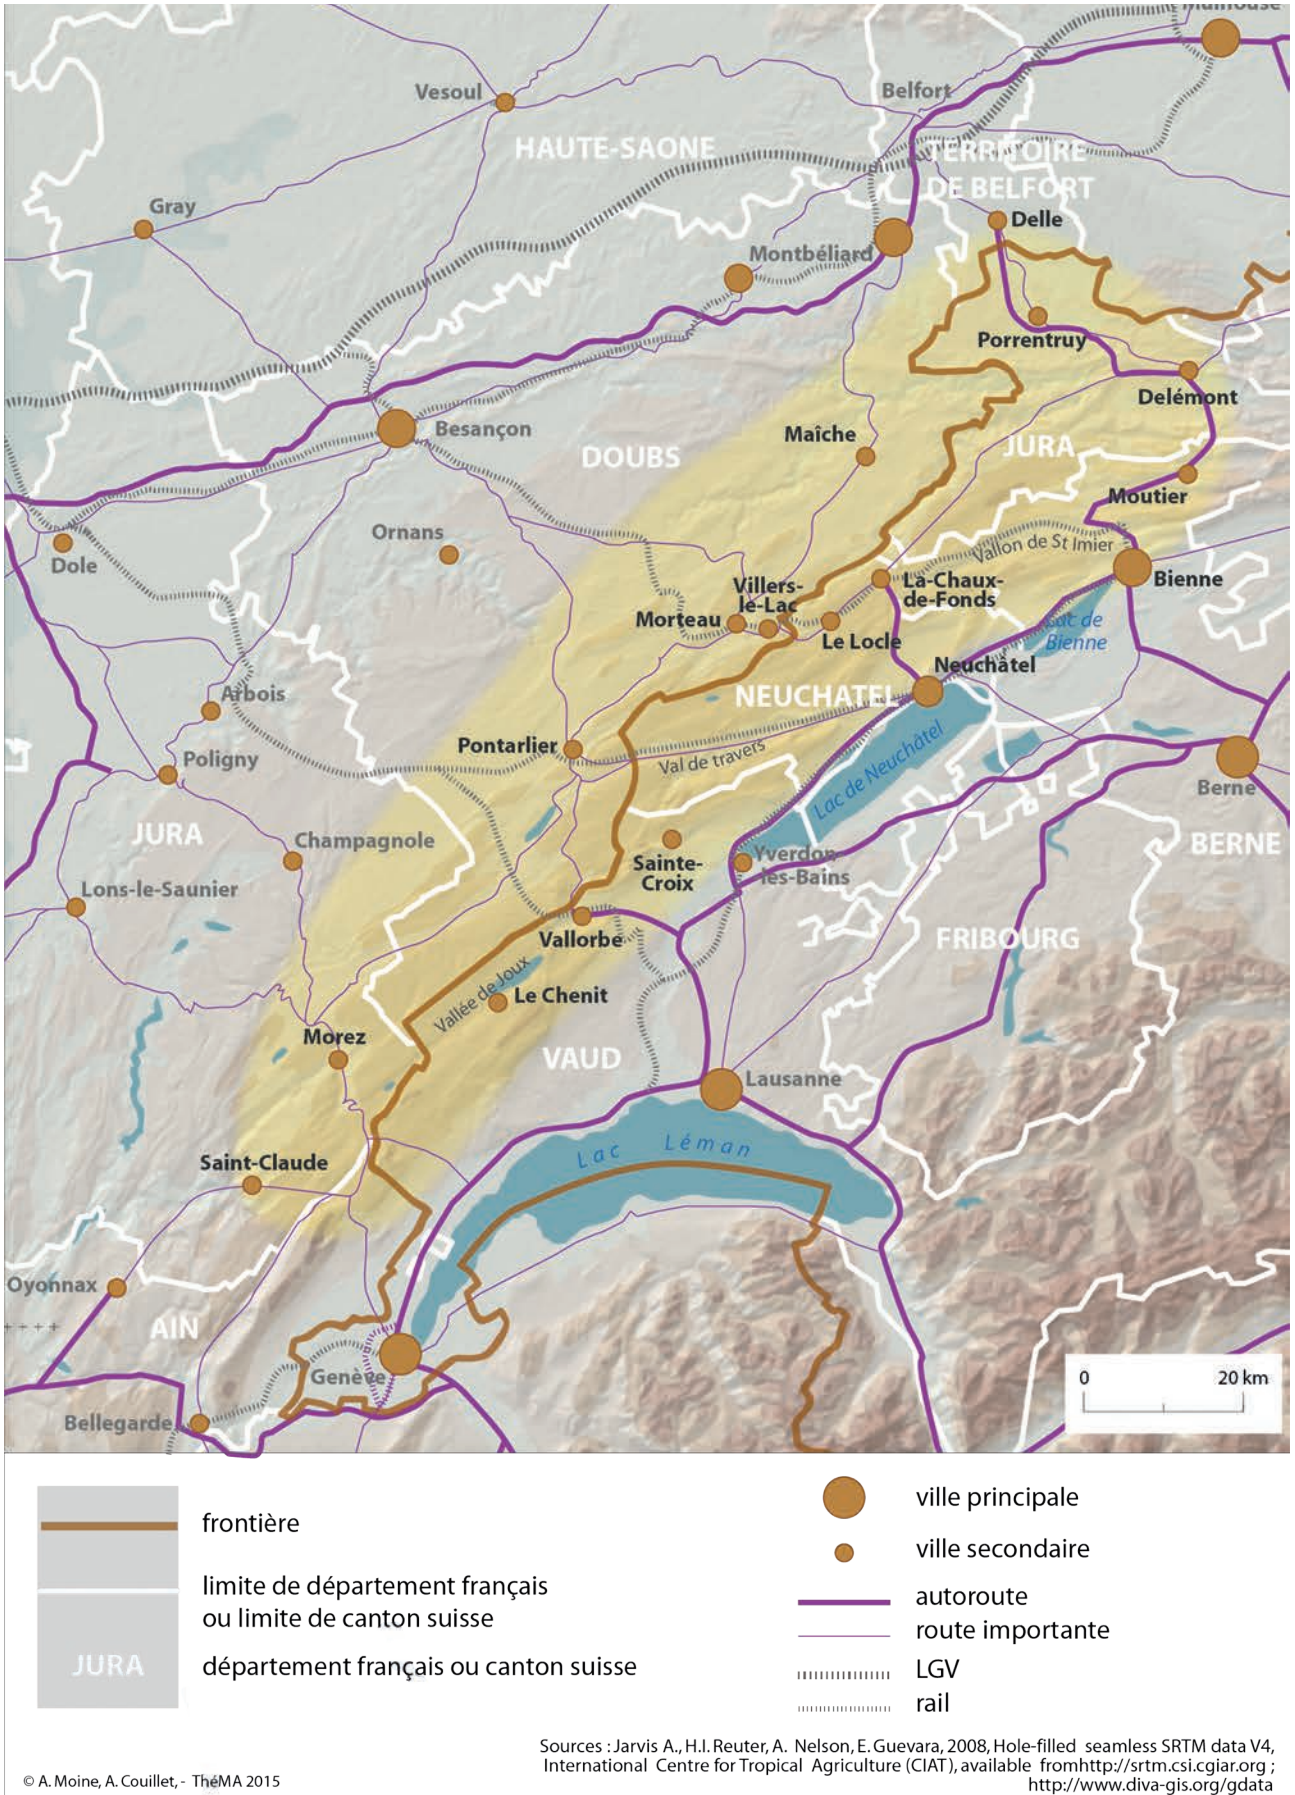 Mulhouse
Vesoul
Belfort
HAUTE-SAONE
TERRITOIRE
DE BELFORT
Gray
Delle
Montbéliard
Porrentruy
Delémont
Besançon
Maîche
DOUBS
JURA
Moutier
Ornans
Vallon de St Imier
Dole
Villers-
le-Lac
La-Chaux-
de-Fonds
Bienne
Morteau
Le Locle
Lac de
Bienne
Neuchâtel
Arbois
NEUCHATEL
Pontarlier
Val de travers
Lac de Neuchâtel
Poligny
Berne
JURA
Champagnole
BERNE
Sainte-
Croix
Yverdon-
les-Bains
Lons-le-Saunier
Vallorbe
FRIBOURG
Vallée de Joux
Le Chenit
Morez
VAUD
Lausanne
Lac Léman
Saint-Claude
Oyonnax
AIN
Genève
0 20 km
Bellegarde
frontière
limite de département français
ou limite de canton suisse
JURA
département français ou canton suisse
ville principale
ville secondaire
autoroute
route importante
LGV
rail
Sources : Jarvis A., H.I. Reuter, A. Nelson, E. Guevara, 2008, Hole-filled seamless SRTM data V4,
International Centre for Tropical Agriculture (CIAT), available fromhttp://srtm.csi.cgiar.org ;
http://www.diva-gis.org/gdata
© A. Moine, A. Couillet, - ThéMA 2015